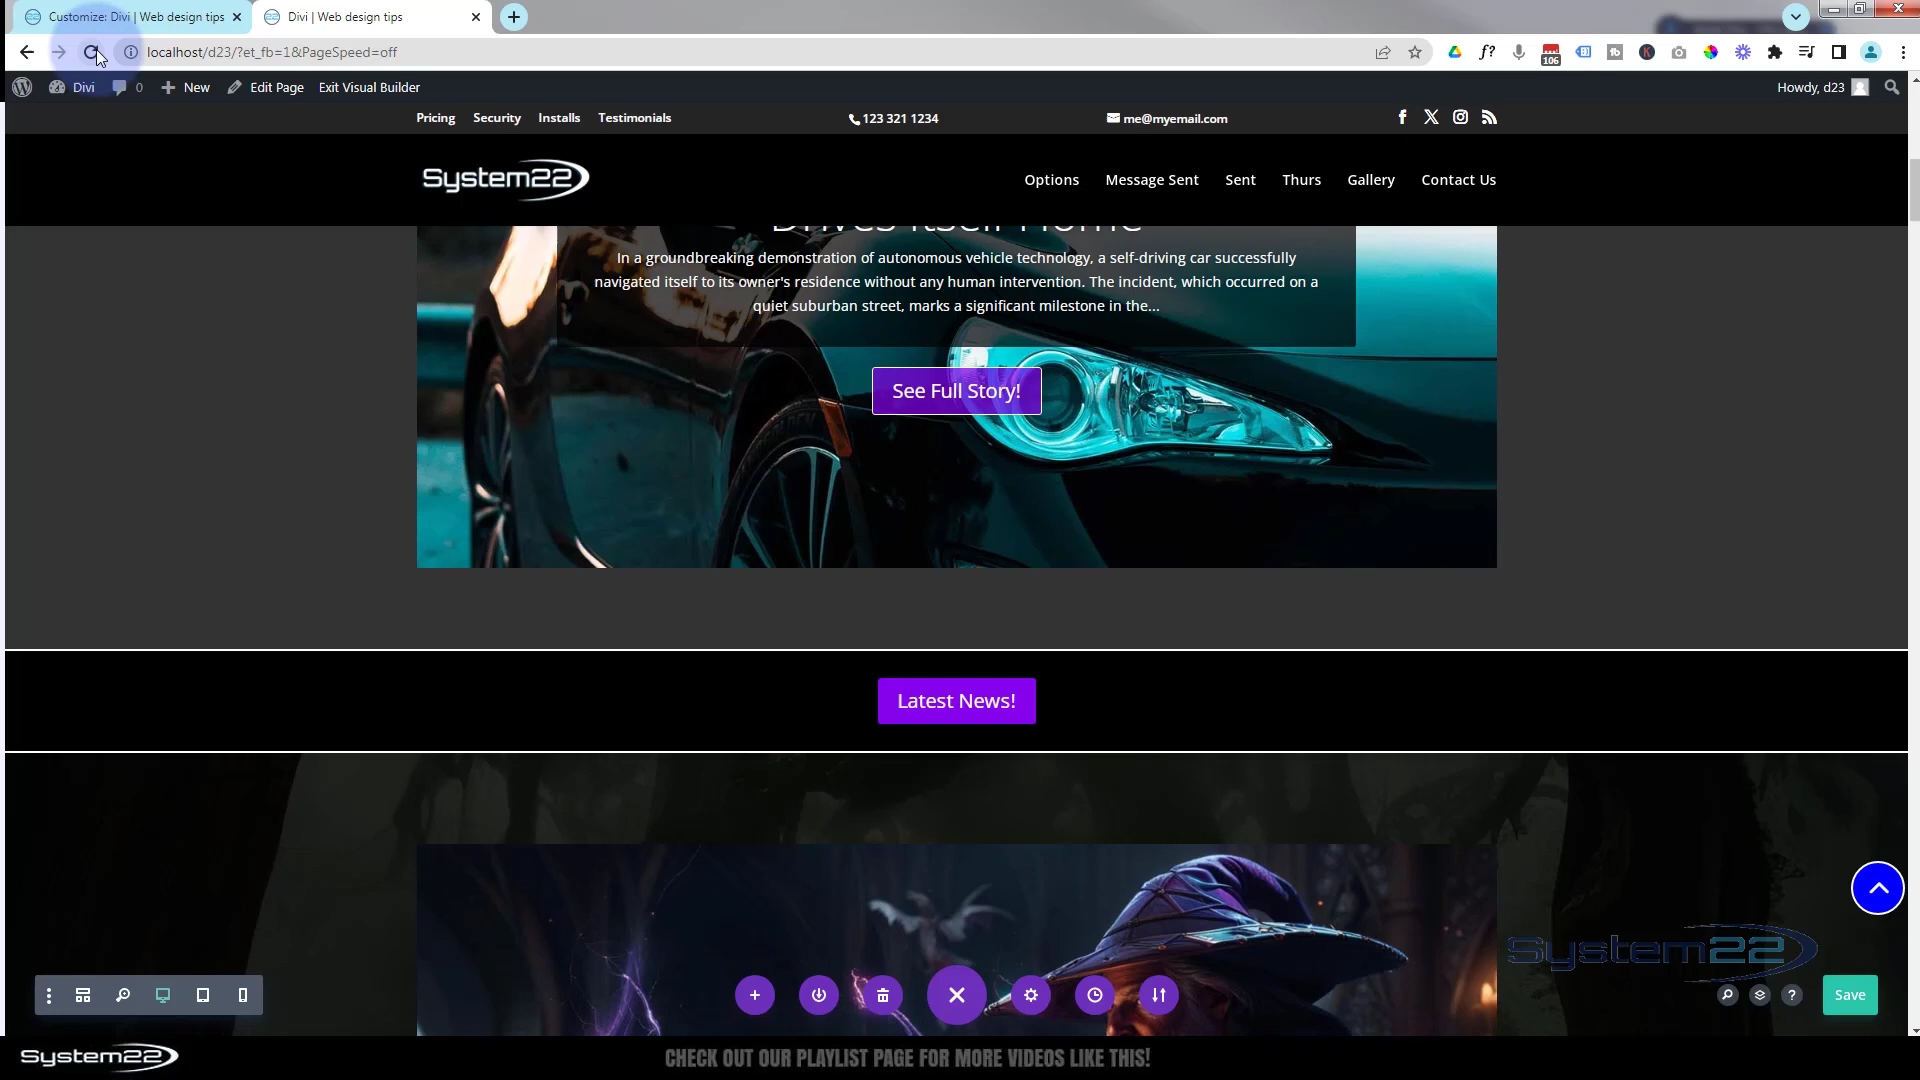 Customize: Divi | Web design tips
Divi | Web design tips
localhost/d23/?et_fb=1&PageSpeed=off
f?
106
fb
K
Divi
0
New
Edit Page
Exit Visual Builder
Howdy, d23
Pricing
Security
Installs
Testimonials
123 321 1234
me@myemail.com
System22
Options
Message Sent
Sent
Thurs
Gallery
Contact Us
Drives Itself Home
In a groundbreaking demonstration of autonomous vehicle technology, a self-driving car successfully
navigated itself to its owner's residence without any human intervention. The incident, which occurred on a
quiet suburban street, marks a significant milestone in the...
See Full Story!
Latest News!
System22
?
Save
System22
CHECK OUT OUR PLAYLIST PAGE FOR MORE VIDEOS LIKE THIS!